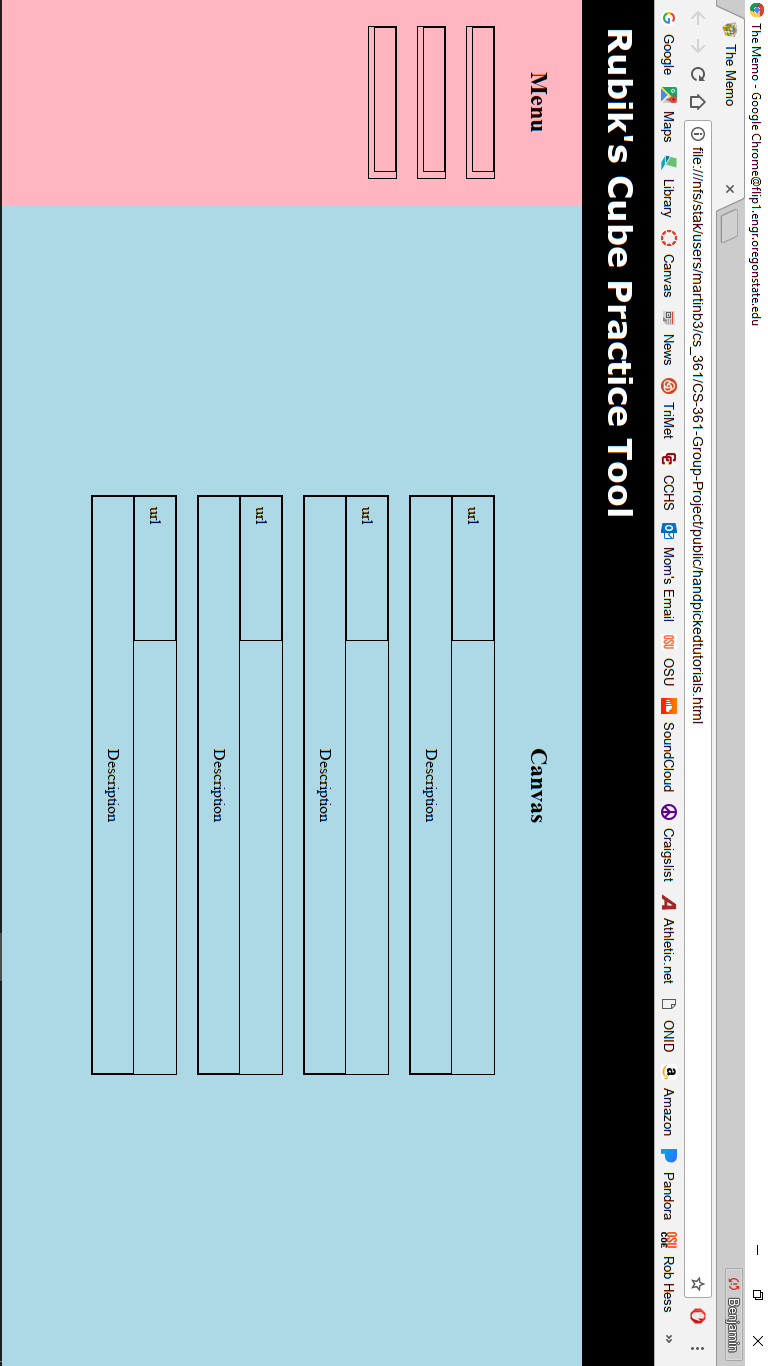 The Memo - Google Chrome@flip1.engr.oregonstate.edu
The Memo
Benjamin
file:///nfs/stak/users/martinb3/cs_361/CS-361-Group-Project/public/handpickedtutorials.html
Google Maps Library Canvas News TriMet CCHS Mom's Email OSU SoundCloud Craigslist Athletic.net ONID Amazon Pandora Rob Hess »
Rubik's Cube Practice Tool
Menu
Canvas
url
Description
url
Description
url
Description
url
Description